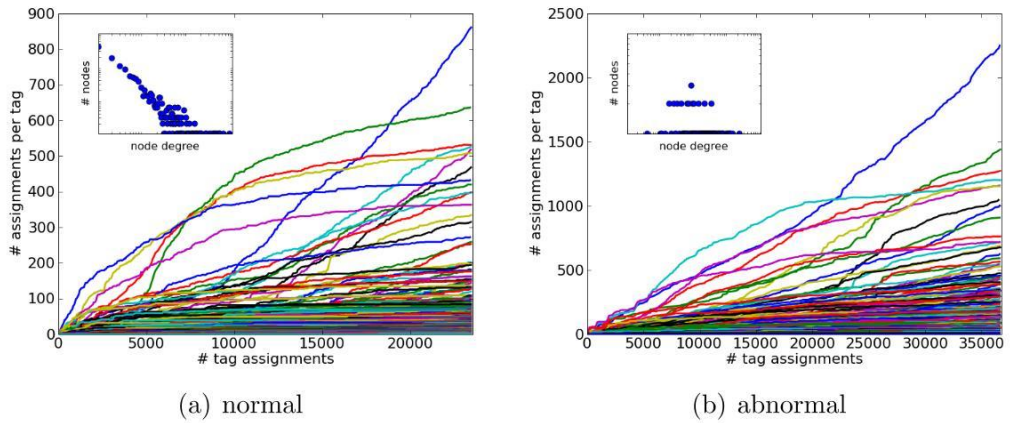 900
800
700
600
500
400
300
200
100
0
0 5000 10000 15000 20000
# assignments per tag
# tag assignments
# nodes
node degree
(a) normal
2500
2000
1500
1000
500
0
0 5000 10000 15000 20000 25000 30000 35000
# assignments per tag
# tag assignments
# nodes
node degree
(b) abnormal